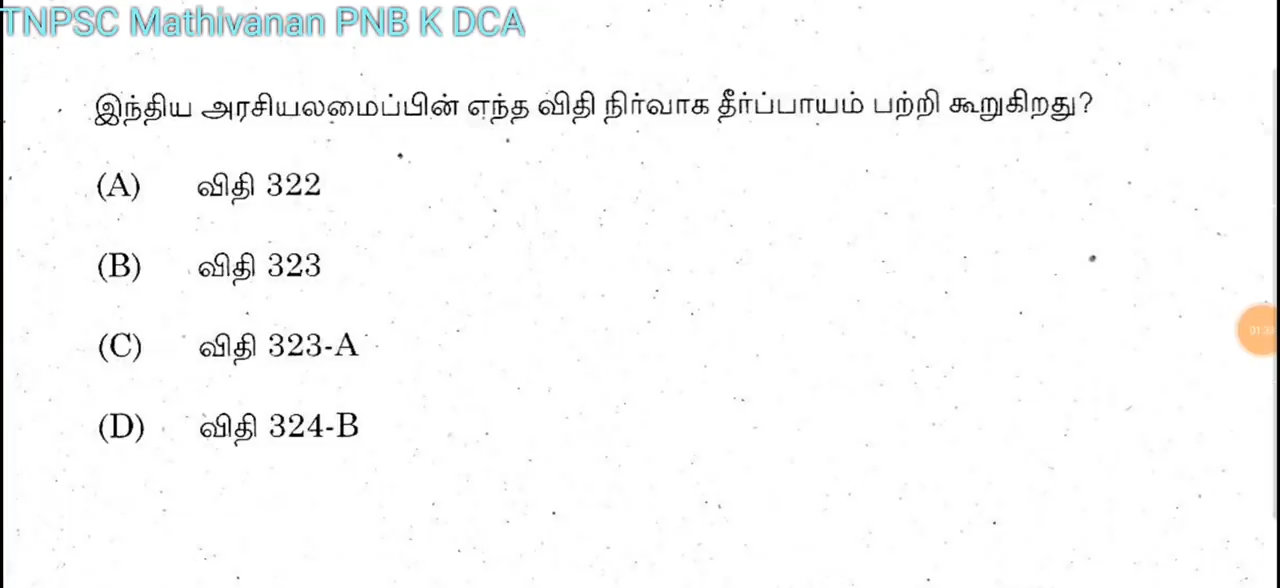 TNPSC Mathivanan PNB K DCA
இந்திய அரசியலமைப்பின் எந்த விதி நிர்வாக தீர்ப்பாயம் பற்றி கூறுகிறது?
(A) விதி 322
(B) விதி 323
(C) விதி 323-A
(D) விதி 324-B